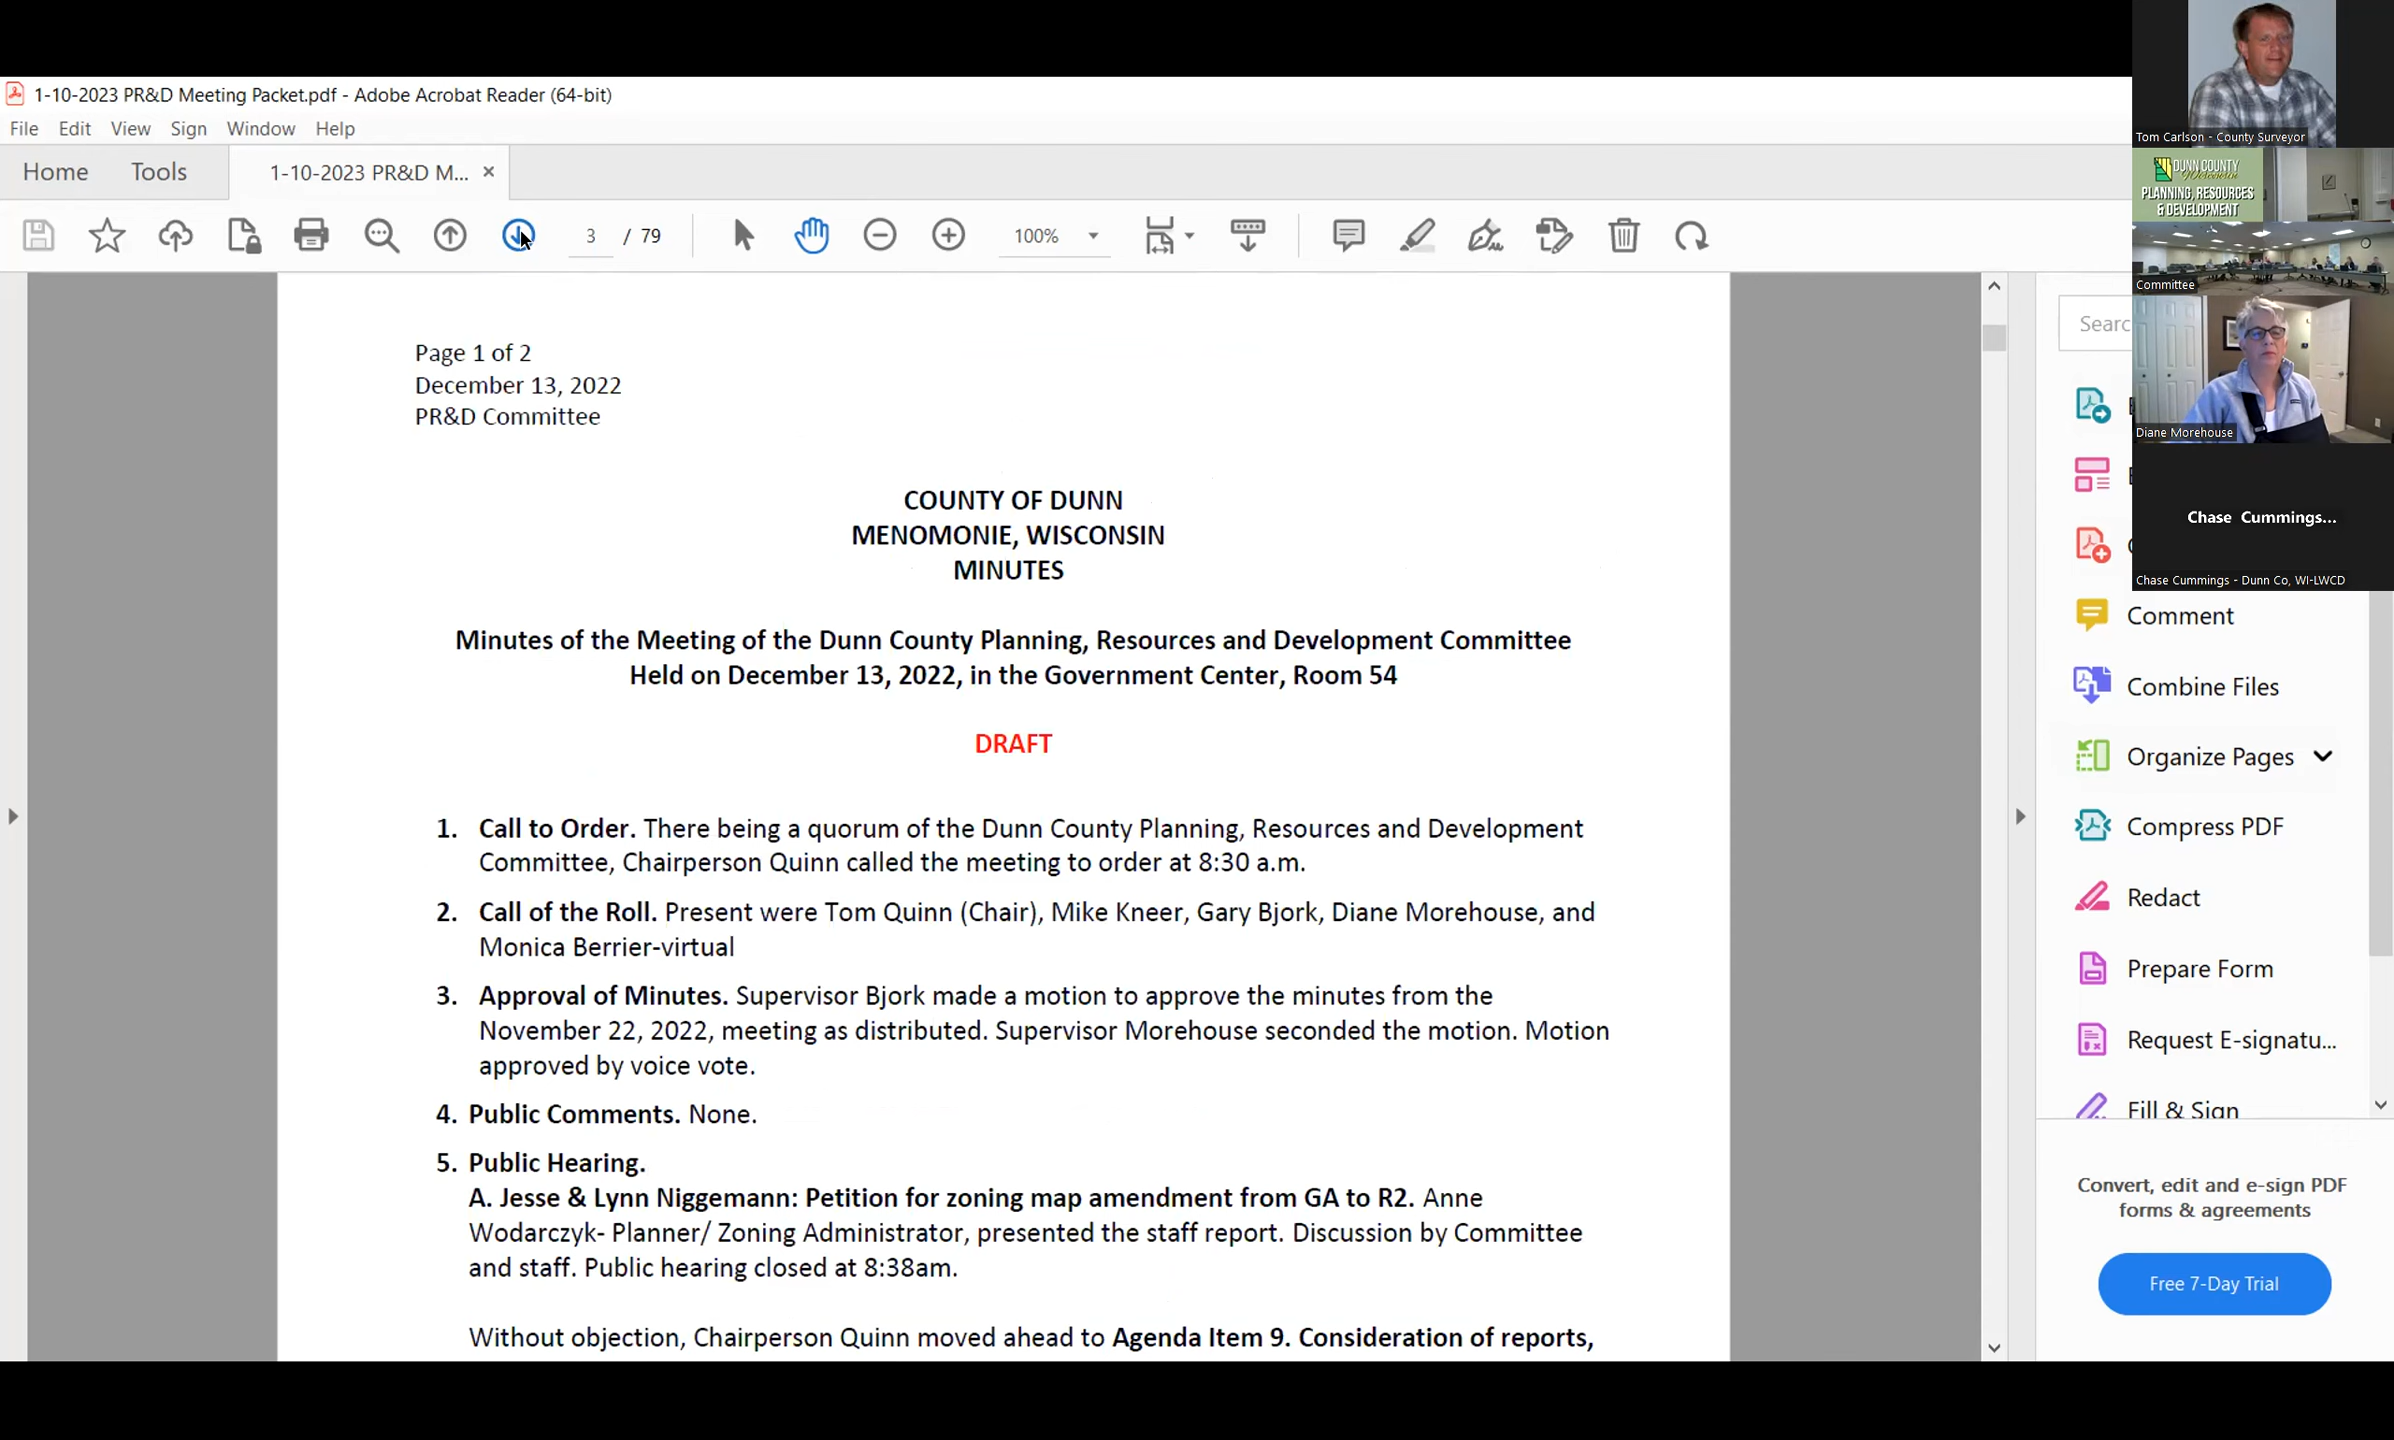 1-10-2023 PR&D Meeting Packet.pdf - Adobe Acrobat Reader (64-bit)
File Edit View Sign Window Help
Home Tools 1-10-2023 PR&D M... ×
3 / 79 100%
Page 1 of 2
December 13, 2022
PR&D Committee
COUNTY OF DUNN
MENOMONIE, WISCONSIN
MINUTES
Minutes of the Meeting of the Dunn County Planning, Resources and Development Committee
Held on December 13, 2022, in the Government Center, Room 54
DRAFT
1. Call to Order. There being a quorum of the Dunn County Planning, Resources and Development
Committee, Chairperson Quinn called the meeting to order at 8:30 a.m.
2. Call of the Roll. Present were Tom Quinn (Chair), Mike Kneer, Gary Bjork, Diane Morehouse, and
Monica Berrier-virtual
3. Approval of Minutes. Supervisor Bjork made a motion to approve the minutes from the
November 22, 2022, meeting as distributed. Supervisor Morehouse seconded the motion. Motion
approved by voice vote.
4. Public Comments. None.
5. Public Hearing.
A. Jesse & Lynn Niggemann: Petition for zoning map amendment from GA to R2. Anne
Wodarczyk- Planner/ Zoning Administrator, presented the staff report. Discussion by Committee
and staff. Public hearing closed at 8:38am.
Without objection, Chairperson Quinn moved ahead to Agenda Item 9. Consideration of reports,
Tom Carlson - County Surveyor
DUNN COUNTY
Wisconsin
PLANNING, RESOURCES
& DEVELOPMENT
Committee
Diane Morehouse
Chase Cummings...
Chase Cummings - Dunn Co, WI-LWCD
Searc
Comment
Combine Files
Organize Pages
Compress PDF
Redact
Prepare Form
Request E-signatu...
Fill & Sign
Convert, edit and e-sign PDF
forms & agreements
Free 7-Day Trial